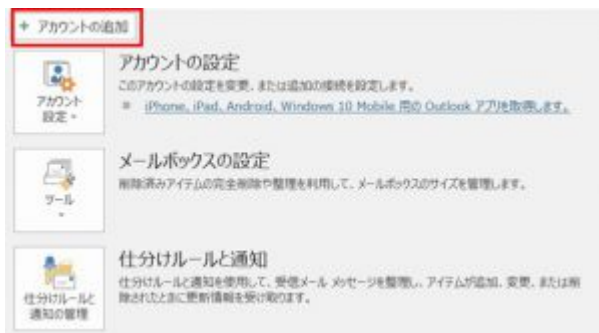 + アカウントの追加
アカウントの設定
このアカウントの設定を変更、または追加の接続を設定します。
アカウント
設定
iPhone、iPad、Android、Windows 10 Mobile 用の Outlook アプリを取得します。
メールボックスの設定
削除済みアイテムの完全削除や整理を利用して、メールボックスのサイズを管理します。
ツール
仕分けルールと通知
仕分けルールと通知を使用して、受信メール メッセージを整理し、アイテムが追加、変更、または削
除されたときに更新情報を受け取ります。
仕分けルールと
通知の管理